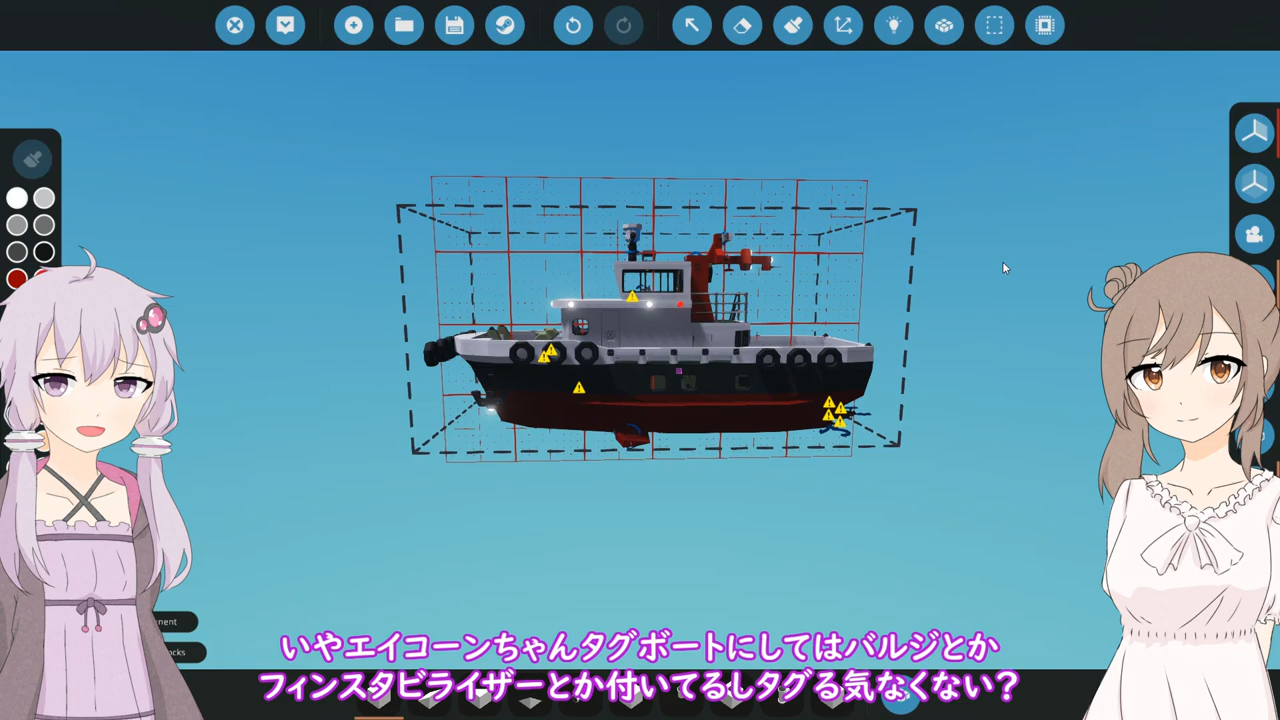 nent
ocks
いやエイコーンちゃんタグボートにしてはバルジとか
フィンスタビライザーとか付いてるしタグる気なくない?